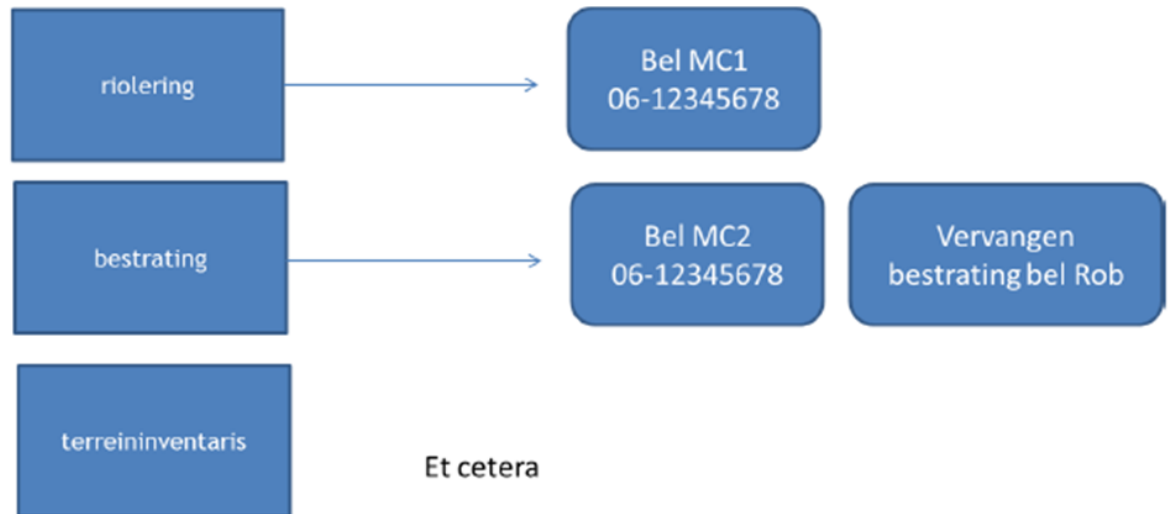 riolering
Bel MC1
06-12345678
bestrating
Bel MC2
06-12345678
Vervangen
bestrating bel Rob
terreininventaris
Et cetera